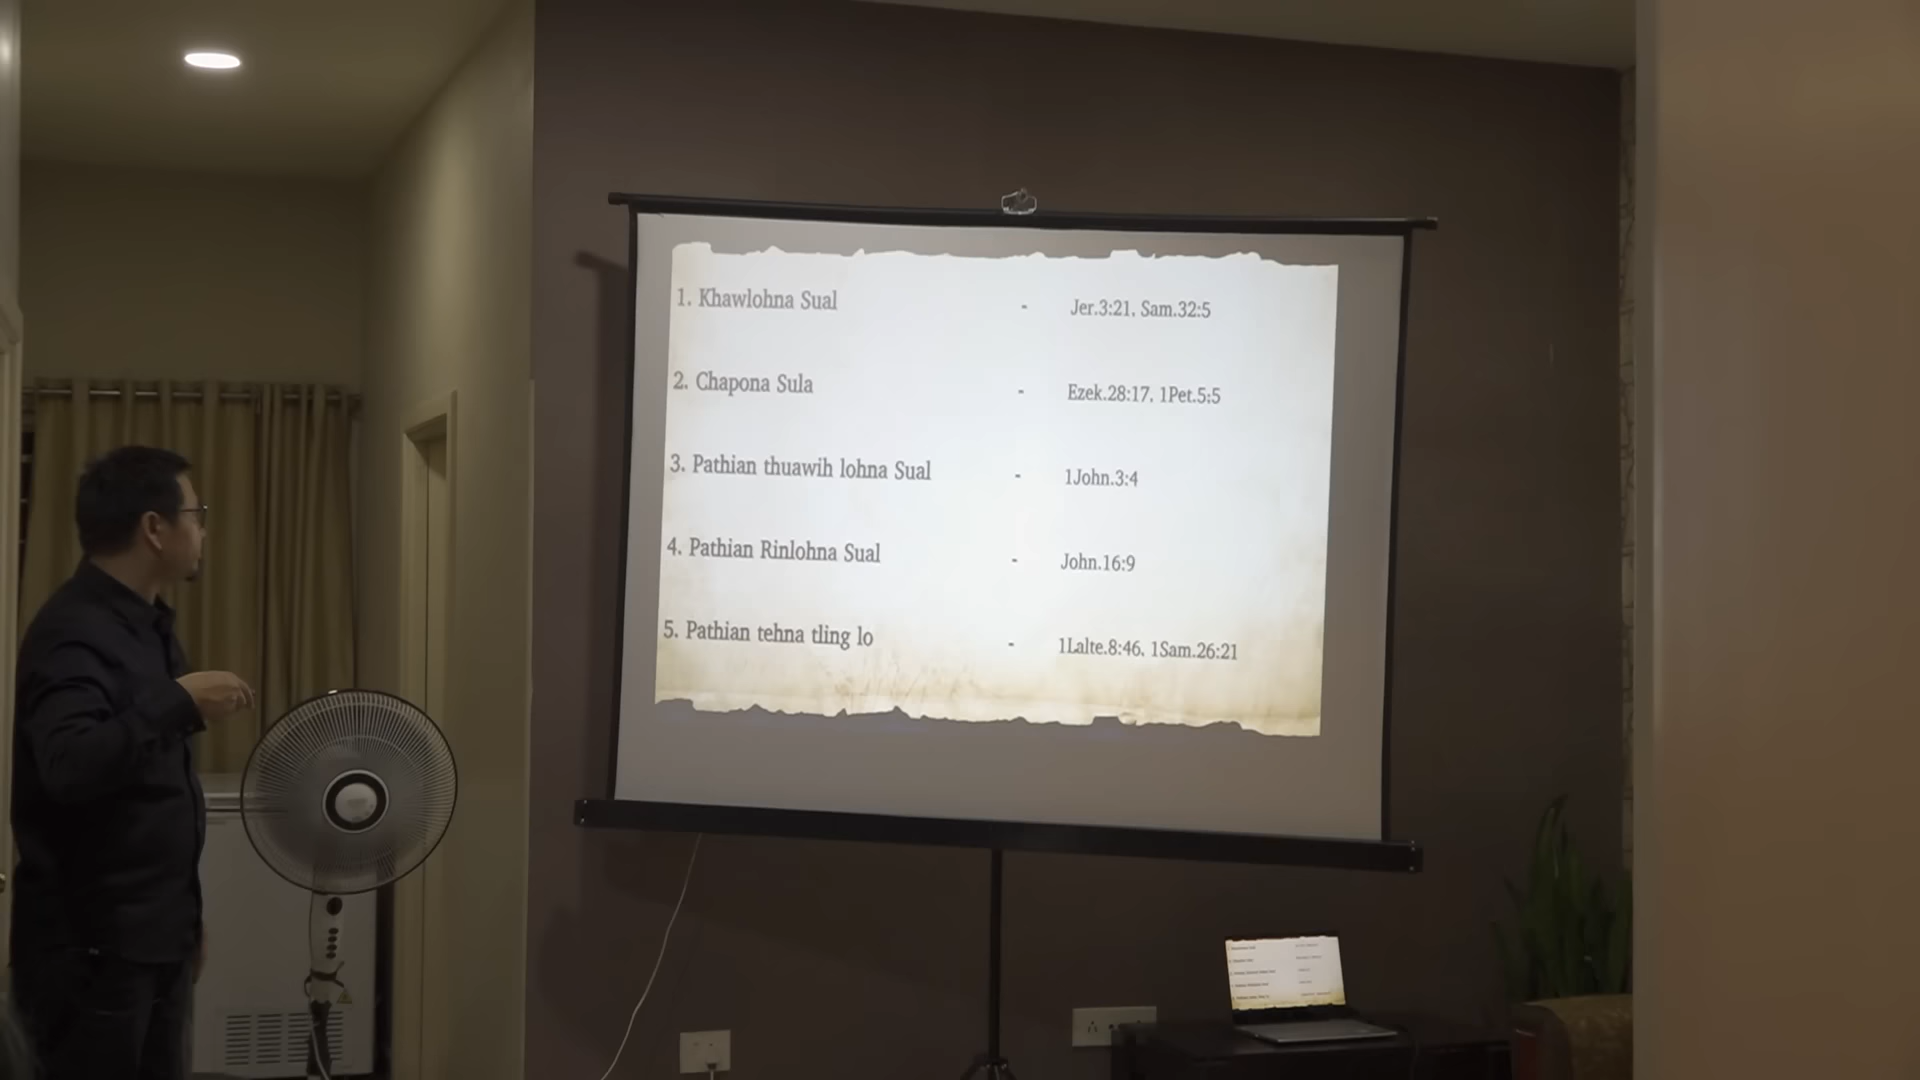 1. Khawlohna Sual - Jer.3:21, Sam.32:5
2. Chapona Sula - Ezek.28:17, 1Pet.5:5
3. Pathian thuawih lohna Sual - 1John.3:4
4. Pathian Rinlohna Sual - John.16:9
5. Pathian tehna tling lo - 1Lalte.8:46, 1Sam.26:21